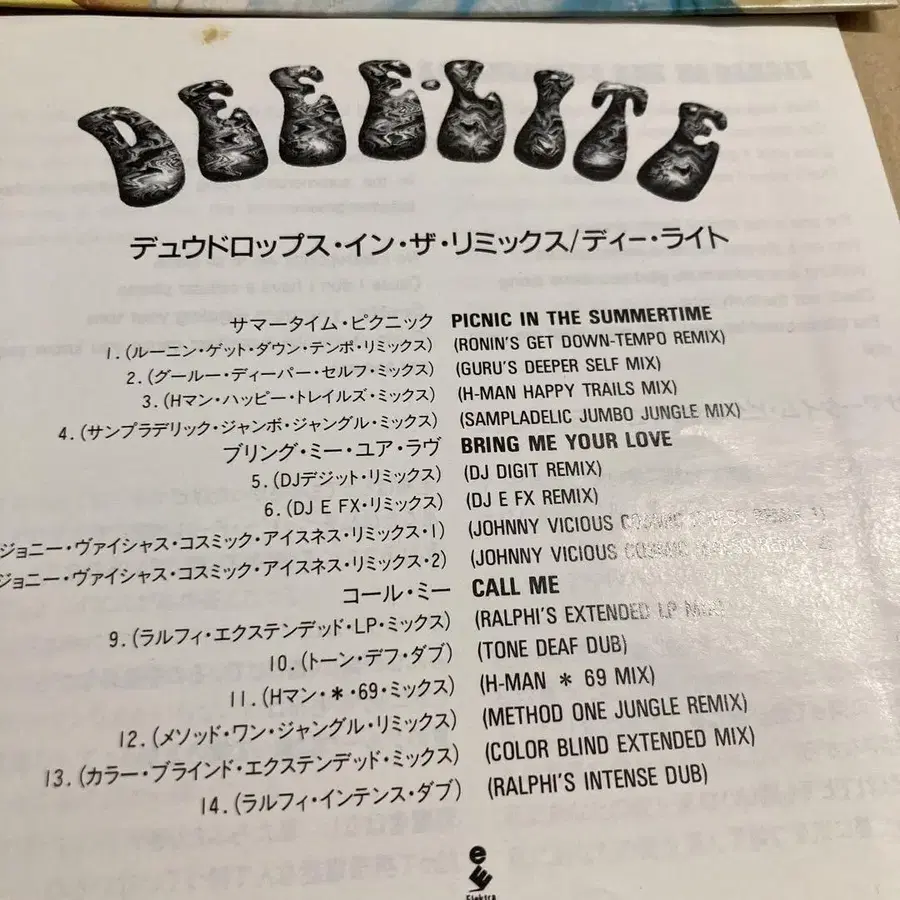 DEEE·LITE
デュウドロップス・イン・ザ・リミックス/ディー・ライト
サマータイム・ピクニック PICNIC IN THE SUMMERTIME
1.(ルーニン・ゲット・ダウン・テンポ・リミックス) (RONIN'S GET DOWN-TEMPO REMIX)
2.(グールー・ディーパー・セルフ・ミックス) (GURU'S DEEPER SELF MIX)
3.(Hマン・ハッピー・トレイルズ・ミックス) (H-MAN HAPPY TRAILS MIX)
4.(サンプラデリック・ジャンボ・ジャングル・ミックス) (SAMPLADELIC JUMBO JUNGLE MIX)
ブリング・ミー・ユア・ラヴ BRING ME YOUR LOVE
5.(DJデジット・リミックス) (DJ DIGIT REMIX)
6.(DJ E FX・リミックス) (DJ E FX REMIX)
ジョニー・ヴァイシャス・コスミック・アイスネス・リミックス・1) (JOHNNY VICIOUS COSMIC
ジョニー・ヴァイシャス・コスミック・アイスネス・リミックス・2) (JOHNNY VICIOUS COSMIC
コール・ミー CALL ME
9.(ラルフィ・エクステンデッド・LP・ミックス) (RALPHI'S EXTENDED LP MIX)
10.(トーン・デフ・ダブ) (TONE DEAF DUB)
11.(Hマン・*・69・ミックス) (H-MAN * 69 MIX)
12.(メソッド・ワン・ジャングル・リミックス) (METHOD ONE JUNGLE REMIX)
13.(カラー・ブラインド・エクステンデッド・ミックス) (COLOR BLIND EXTENDED MIX)
14.(ラルフィ・インテンス・ダブ) (RALPHI'S INTENSE DUB)
Elektra